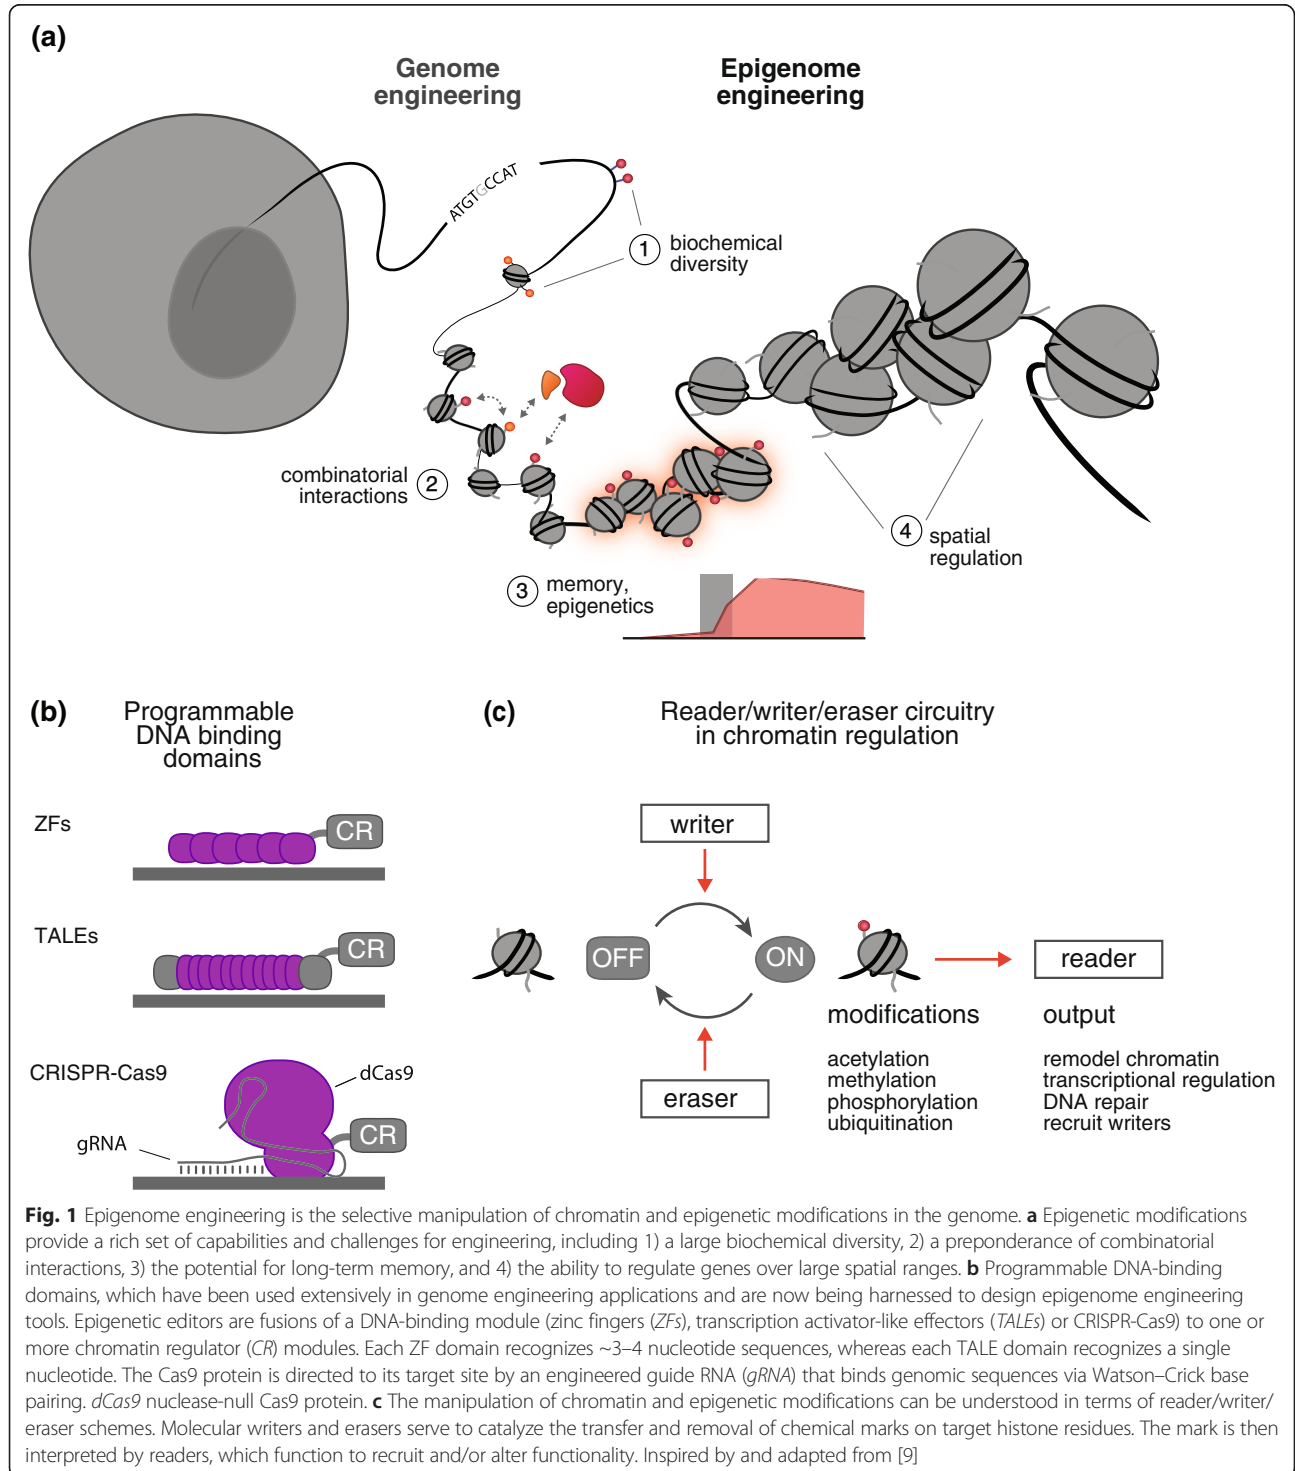 (a)
Genome
engineering
Epigenome
engineering
ATGTGCCAT
1 biochemical
diversity
combinatorial
interactions 2
3 memory,
epigenetics
4 spatial
regulation
(b) Programmable
DNA binding
domains
ZFs
CR
TALEs
CR
CRISPR-Cas9
dCas9
gRNA
CR
(c) Reader/writer/eraser circuitry
in chromatin regulation
writer
OFF
ON
reader
eraser
modifications
acetylation
methylation
phosphorylation
ubiquitination
output
remodel chromatin
transcriptional regulation
DNA repair
recruit writers
Fig. 1 Epigenome engineering is the selective manipulation of chromatin and epigenetic modifications in the genome. a Epigenetic modifications
provide a rich set of capabilities and challenges for engineering, including 1) a large biochemical diversity, 2) a preponderance of combinatorial
interactions, 3) the potential for long-term memory, and 4) the ability to regulate genes over large spatial ranges. b Programmable DNA-binding
domains, which have been used extensively in genome engineering applications and are now being harnessed to design epigenome engineering
tools. Epigenetic editors are fusions of a DNA-binding module (zinc fingers (ZFs), transcription activator-like effectors (TALEs) or CRISPR-Cas9) to one or
more chromatin regulator (CR) modules. Each ZF domain recognizes ~3–4 nucleotide sequences, whereas each TALE domain recognizes a single
nucleotide. The Cas9 protein is directed to its target site by an engineered guide RNA (gRNA) that binds genomic sequences via Watson–Crick base
pairing. dCas9 nuclease-null Cas9 protein. c The manipulation of chromatin and epigenetic modifications can be understood in terms of reader/writer/
eraser schemes. Molecular writers and erasers serve to catalyze the transfer and removal of chemical marks on target histone residues. The mark is then
interpreted by readers, which function to recruit and/or alter functionality. Inspired by and adapted from [9]